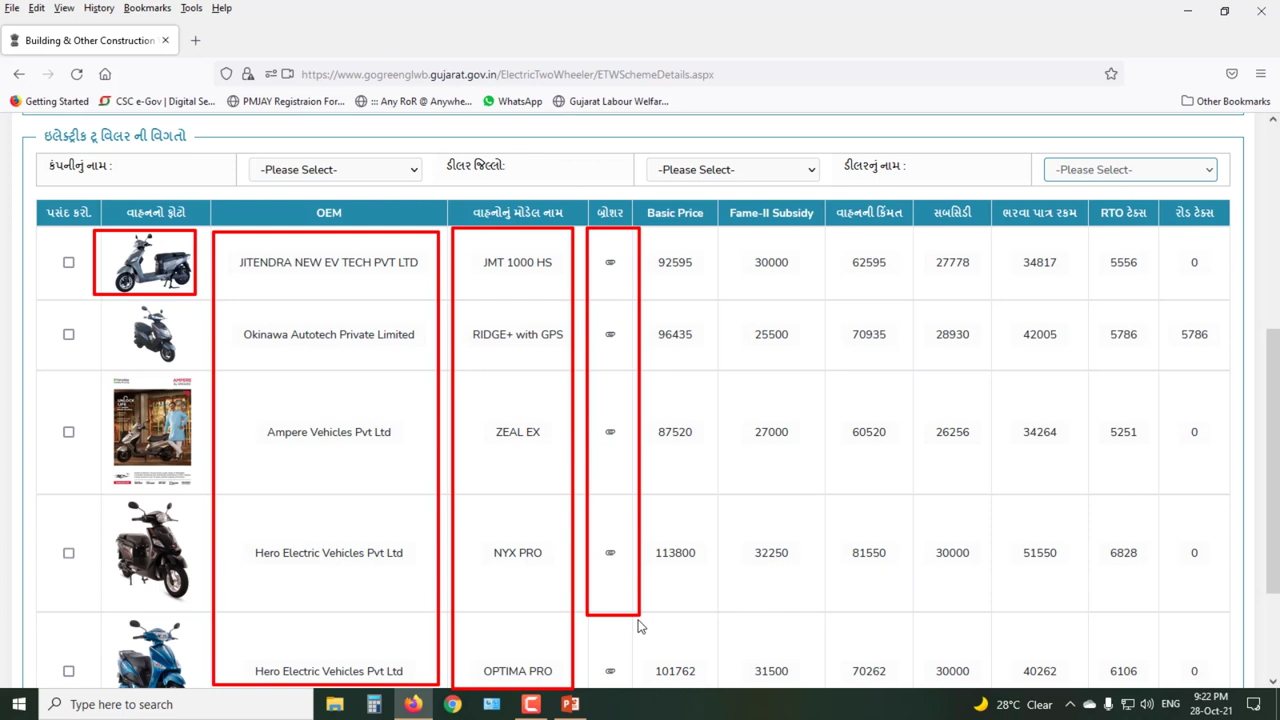 File Edit View History Bookmarks Tools Help
Building & Other Construction
https://www.gogreenglwb.gujarat.gov.in/ElectricTwoWheeler/ETWSchemeDetails.aspx
Getting Started CSC e-Gov | Digital Se... PMJAY Registraion For... ::: Any RoR @ Anywhe... WhatsApp Gujarat Labour Welfar... Other Bookmarks
ઇલેક્ટ્રીક ટૂ વિલર ની વિગતો
કંપનીનું નામ : -Please Select- ડીલર જિલ્લો: -Please Select- ડીલરનું નામ : -Please Select-
પસંદ કરો. વાહનનો ફોટો OEM વાહનોનું મોડેલ નામ બ્રોશર Basic Price Fame-II Subsidy વાહનની કિંમત સબસિડી ભરવા પાત્ર રકમ RTO ટેક્સ રોડ ટેક્સ
JITENDRA NEW EV TECH PVT LTD JMT 1000 HS 92595 30000 62595 27778 34817 5556 0
Okinawa Autotech Private Limited RIDGE+ with GPS 96435 25500 70935 28930 42005 5786 5786
AMPERE
UNLOCK
LIFE.
Ampere Vehicles Pvt Ltd ZEAL EX 87520 27000 60520 26256 34264 5251 0
Hero Electric Vehicles Pvt Ltd NYX PRO 113800 32250 81550 30000 51550 6828 0
Hero Electric Vehicles Pvt Ltd OPTIMA PRO 101762 31500 70262 30000 40262 6106 0
Type here to search 28°C Clear ENG 9:22 PM
28-Oct-21